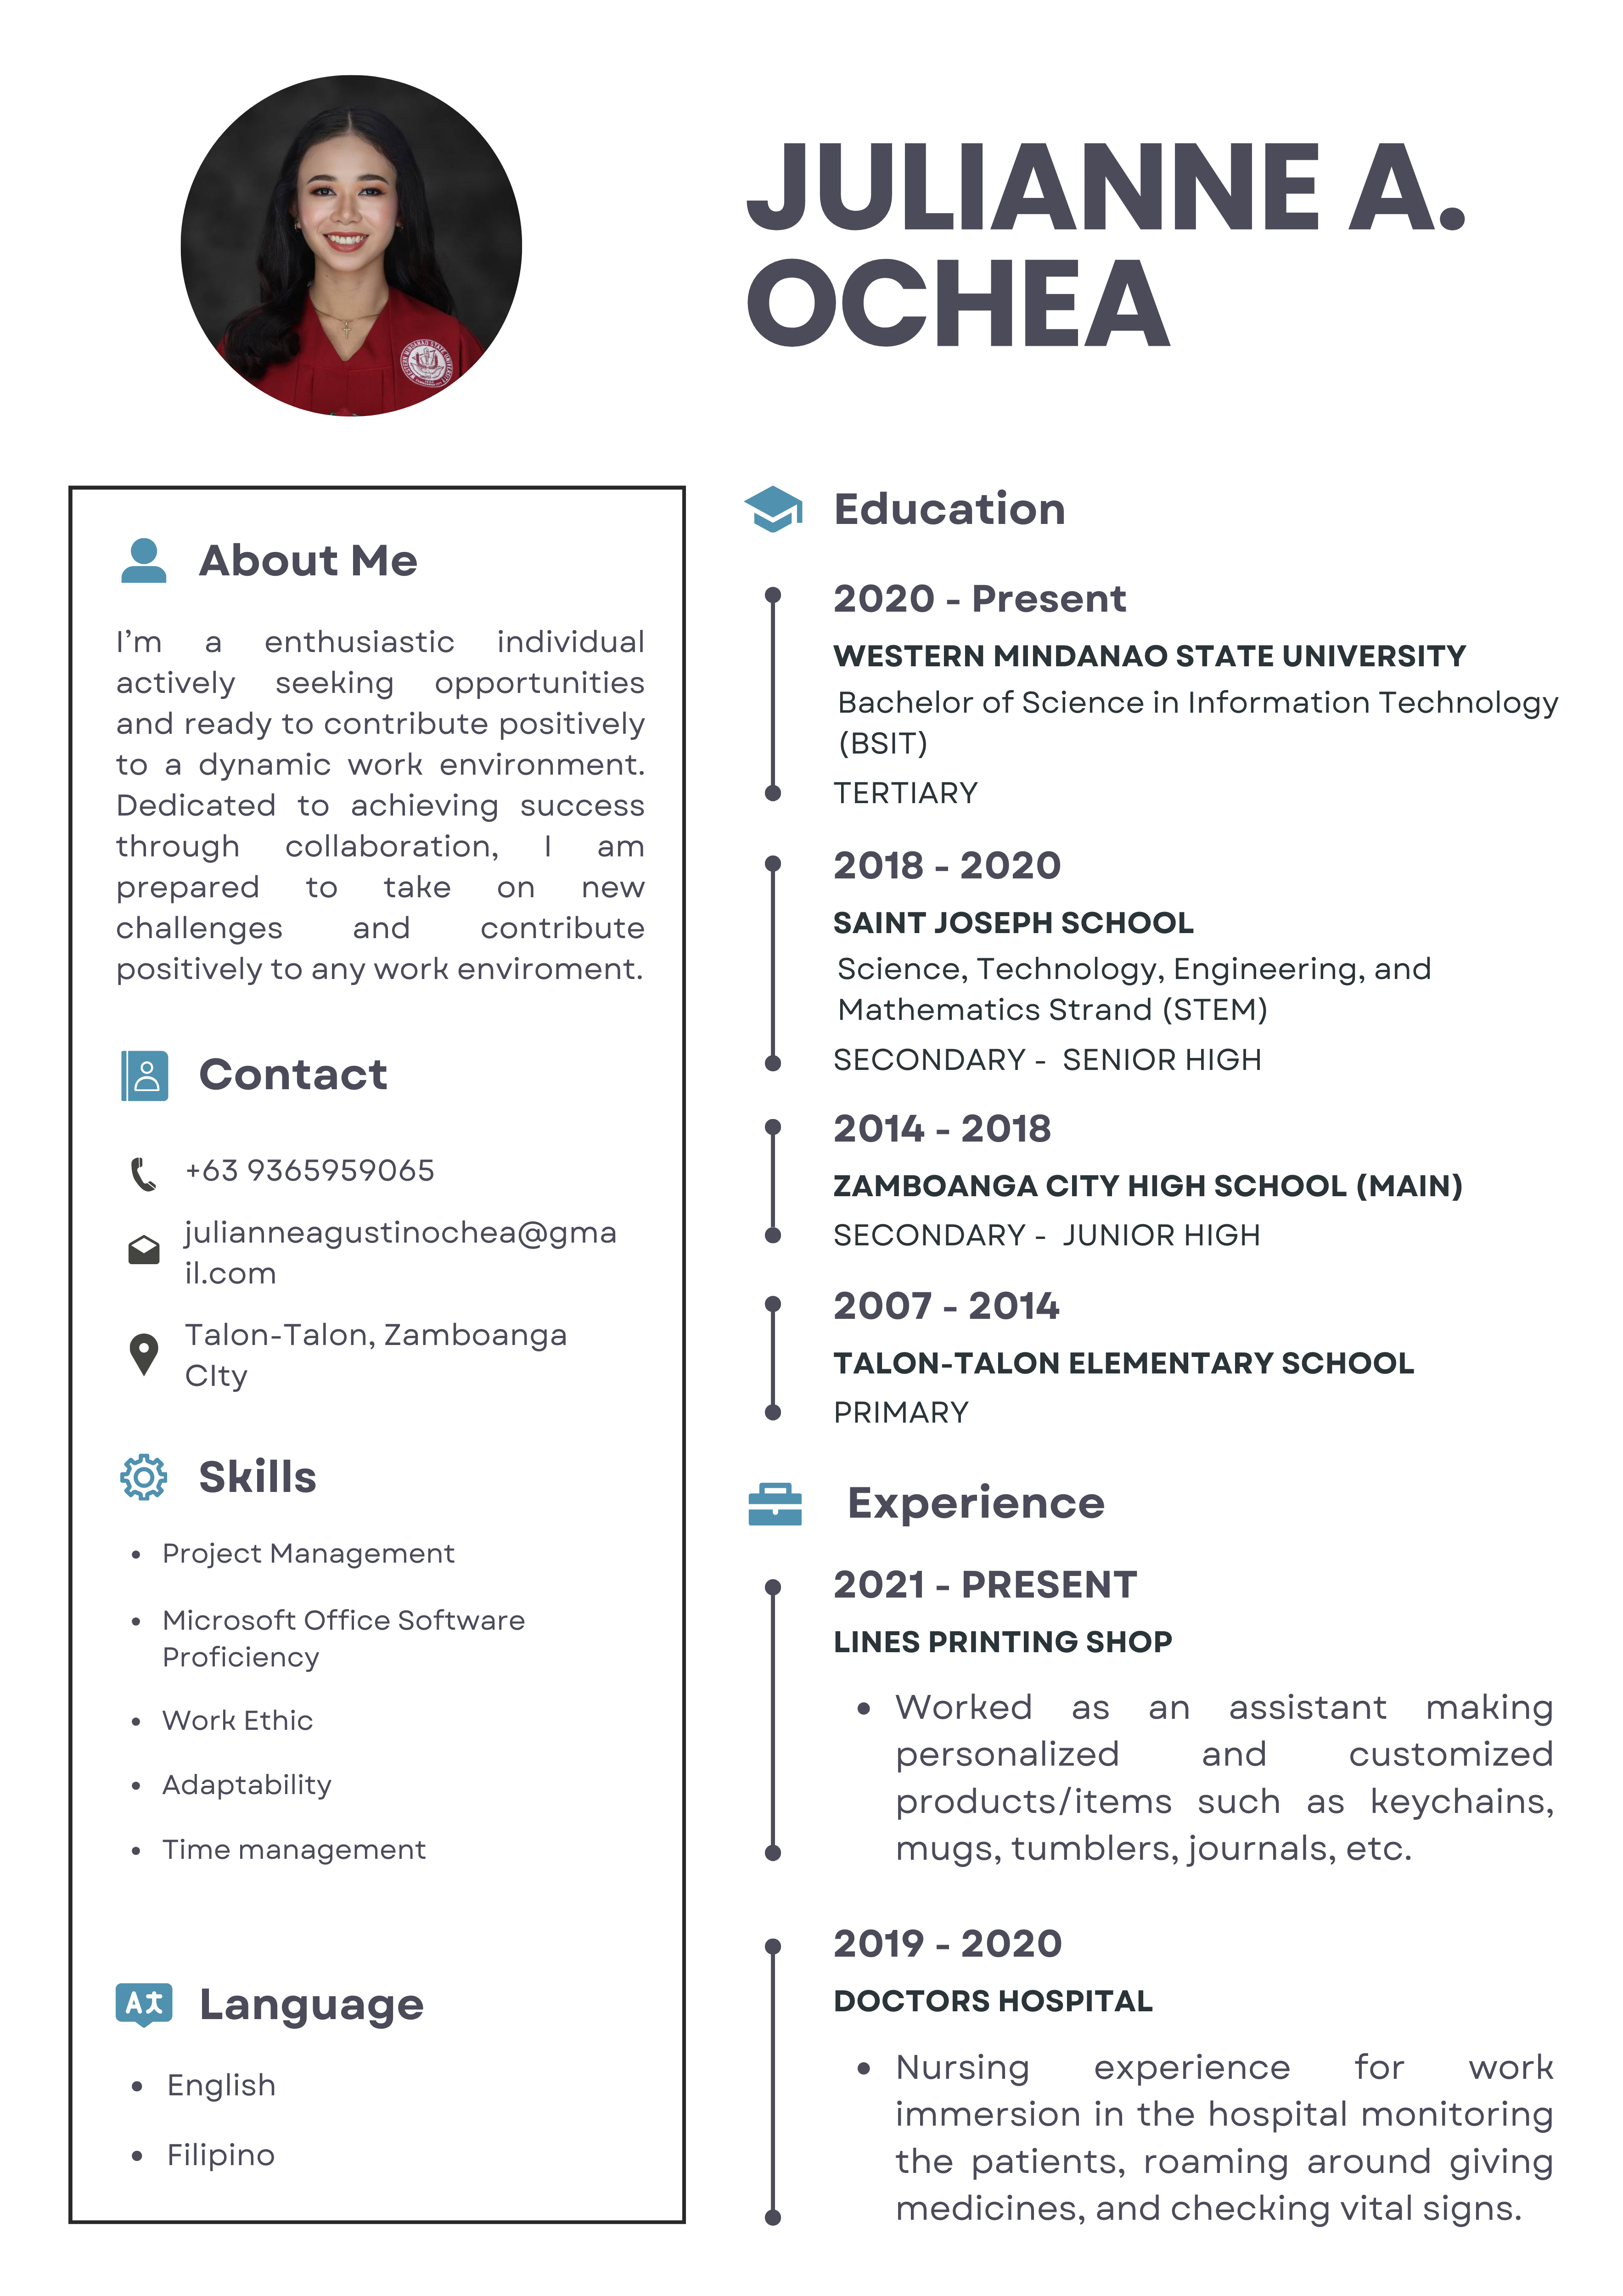 JULIANNE A.
OCHEA
About Me
I’m a enthusiastic individual
actively seeking opportunities
and ready to contribute positively
to a dynamic work environment.
Dedicated to achieving success
through collaboration, I am
prepared to take on new
challenges and contribute
positively to any work enviroment.
Contact
+63 9365959065
julianneagustinochea@gma
il.com
Talon-Talon, Zamboanga
CIty
Skills
• Project Management
• Microsoft Office Software
Proficiency
• Work Ethic
• Adaptability
• Time management
Language
• English
• Filipino
Education
2020 - Present
WESTERN MINDANAO STATE UNIVERSITY
Bachelor of Science in Information Technology
(BSIT)
TERTIARY
2018 - 2020
SAINT JOSEPH SCHOOL
Science, Technology, Engineering, and
Mathematics Strand (STEM)
SECONDARY - SENIOR HIGH
2014 - 2018
ZAMBOANGA CITY HIGH SCHOOL (MAIN)
SECONDARY - JUNIOR HIGH
2007 - 2014
TALON-TALON ELEMENTARY SCHOOL
PRIMARY
Experience
2021 - PRESENT
LINES PRINTING SHOP
• Worked as an assistant making
personalized and customized
products/items such as keychains,
mugs, tumblers, journals, etc.
2019 - 2020
DOCTORS HOSPITAL
• Nursing experience for work
immersion in the hospital monitoring
the patients, roaming around giving
medicines, and checking vital signs.